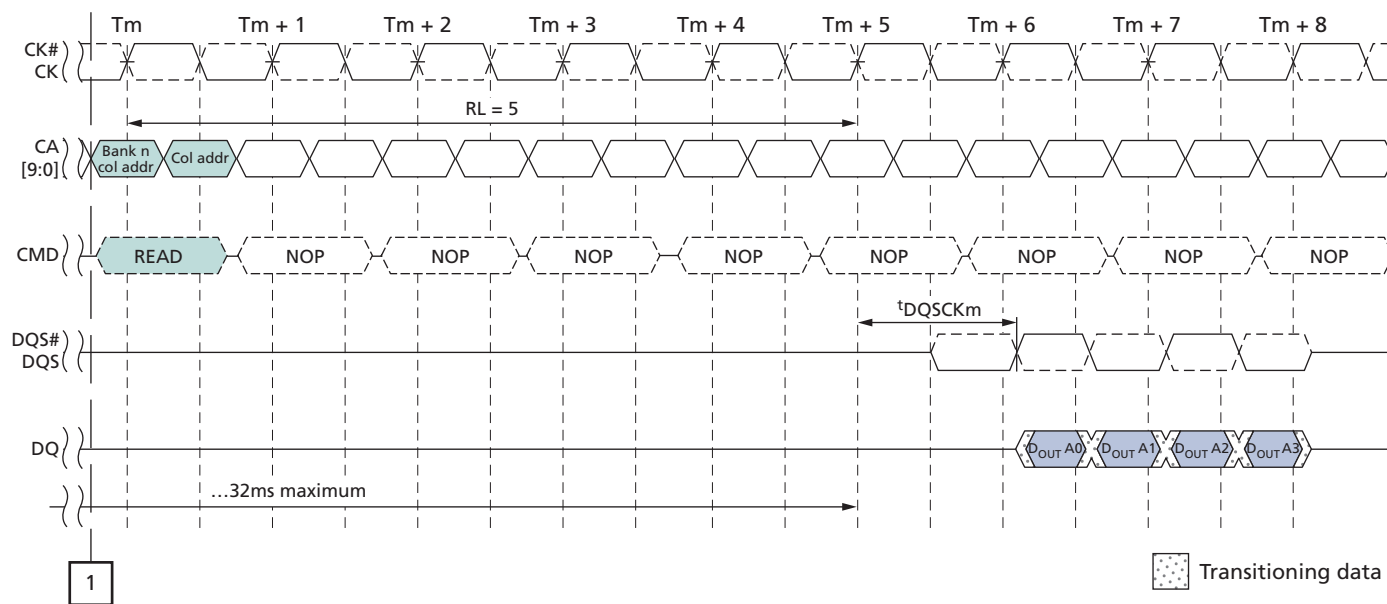 Tm Tm + 1 Tm + 2 Tm + 3 Tm + 4 Tm + 5 Tm + 6 Tm + 7 Tm + 8
CK#
CK
RL = 5
CA
[9:0]
Bank n
col addr
Col addr
CMD READ NOP NOP NOP NOP NOP NOP NOP NOP
tDQSCKm
DQS#
DQS
DQ DOUT A0 DOUT A1 DOUT A2 DOUT A3
…32ms maximum
1
Transitioning data